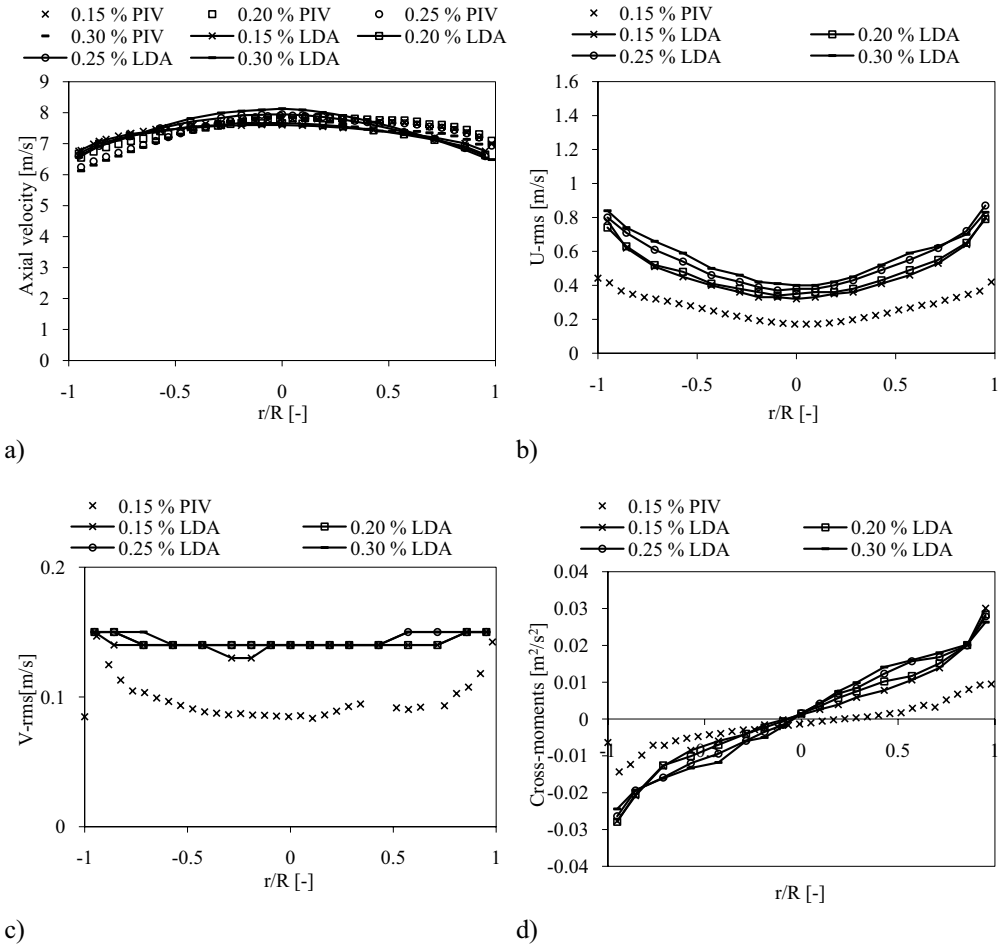 0.15 % PIV 0.20 % PIV 0.25 % PIV
0.30 % PIV 0.15 % LDA 0.20 % LDA
0.25 % LDA 0.30 % LDA
9
8
7
6
5
4
3
2
1
0
Axial velocity [m/s]
-1 -0.5 0 0.5 1
r/R [-]
a)
0.15 % PIV
0.15 % LDA 0.20 % LDA
0.25 % LDA 0.30 % LDA
1.6
1.4
1.2
1
0.8
0.6
0.4
0.2
0
U-rms [m/s]
-1 -0.5 0 0.5 1
r/R [-]
b)
0.15 % PIV
0.15 % LDA 0.20 % LDA
0.25 % LDA 0.30 % LDA
0.2
0.1
0
V-rms[m/s]
-1 -0.5 0 0.5 1
r/R [-]
c)
0.15 % PIV
0.15 % LDA 0.20 % LDA
0.25 % LDA 0.30 % LDA
0.04
0.03
0.02
0.01
0
-0.01
-0.02
-0.03
-0.04
Cross-moments [m²/s²]
-1 -0.5 0 0.5 1
r/R [-]
d)